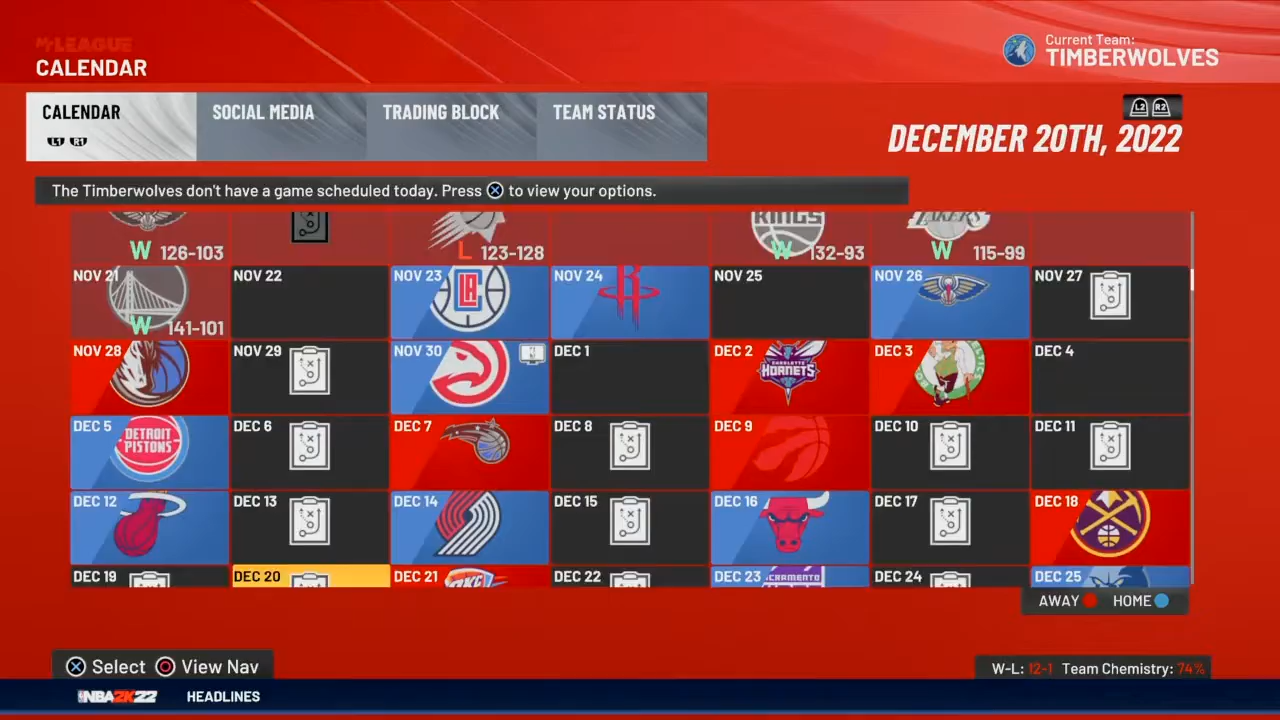 MyLEAGUE
CALENDAR
Current Team:
TIMBERWOLVES
CALENDAR
L1 R1
SOCIAL MEDIA
TRADING BLOCK
TEAM STATUS
L2 R2
DECEMBER 20TH, 2022
The Timberwolves don't have a game scheduled today. Press to view your options.
W 126-103
L 123-128
KINGS
W 132-93
LAKERS
W 115-99
NOV 21
W 141-101
NOV 22
NOV 23
LA
NOV 24
R
NOV 25
NOV 26
NOV 27
NOV 28
NOV 29
NOV 30
DEC 1
DEC 2
CHARLOTTE
HORNETS
DEC 3
DEC 4
DEC 5
DETROIT
PISTONS
DEC 6
DEC 7
DEC 8
DEC 9
DEC 10
DEC 11
DEC 12
DEC 13
DEC 14
DEC 15
DEC 16
DEC 17
DEC 18
DEC 19
DEC 20
DEC 21
OKC
DEC 22
DEC 23
SACRAMENTO
DEC 24
DEC 25
AWAY HOME
Select View Nav
W-L: 12-1 Team Chemistry: 74%
NBA 2K22 HEADLINES